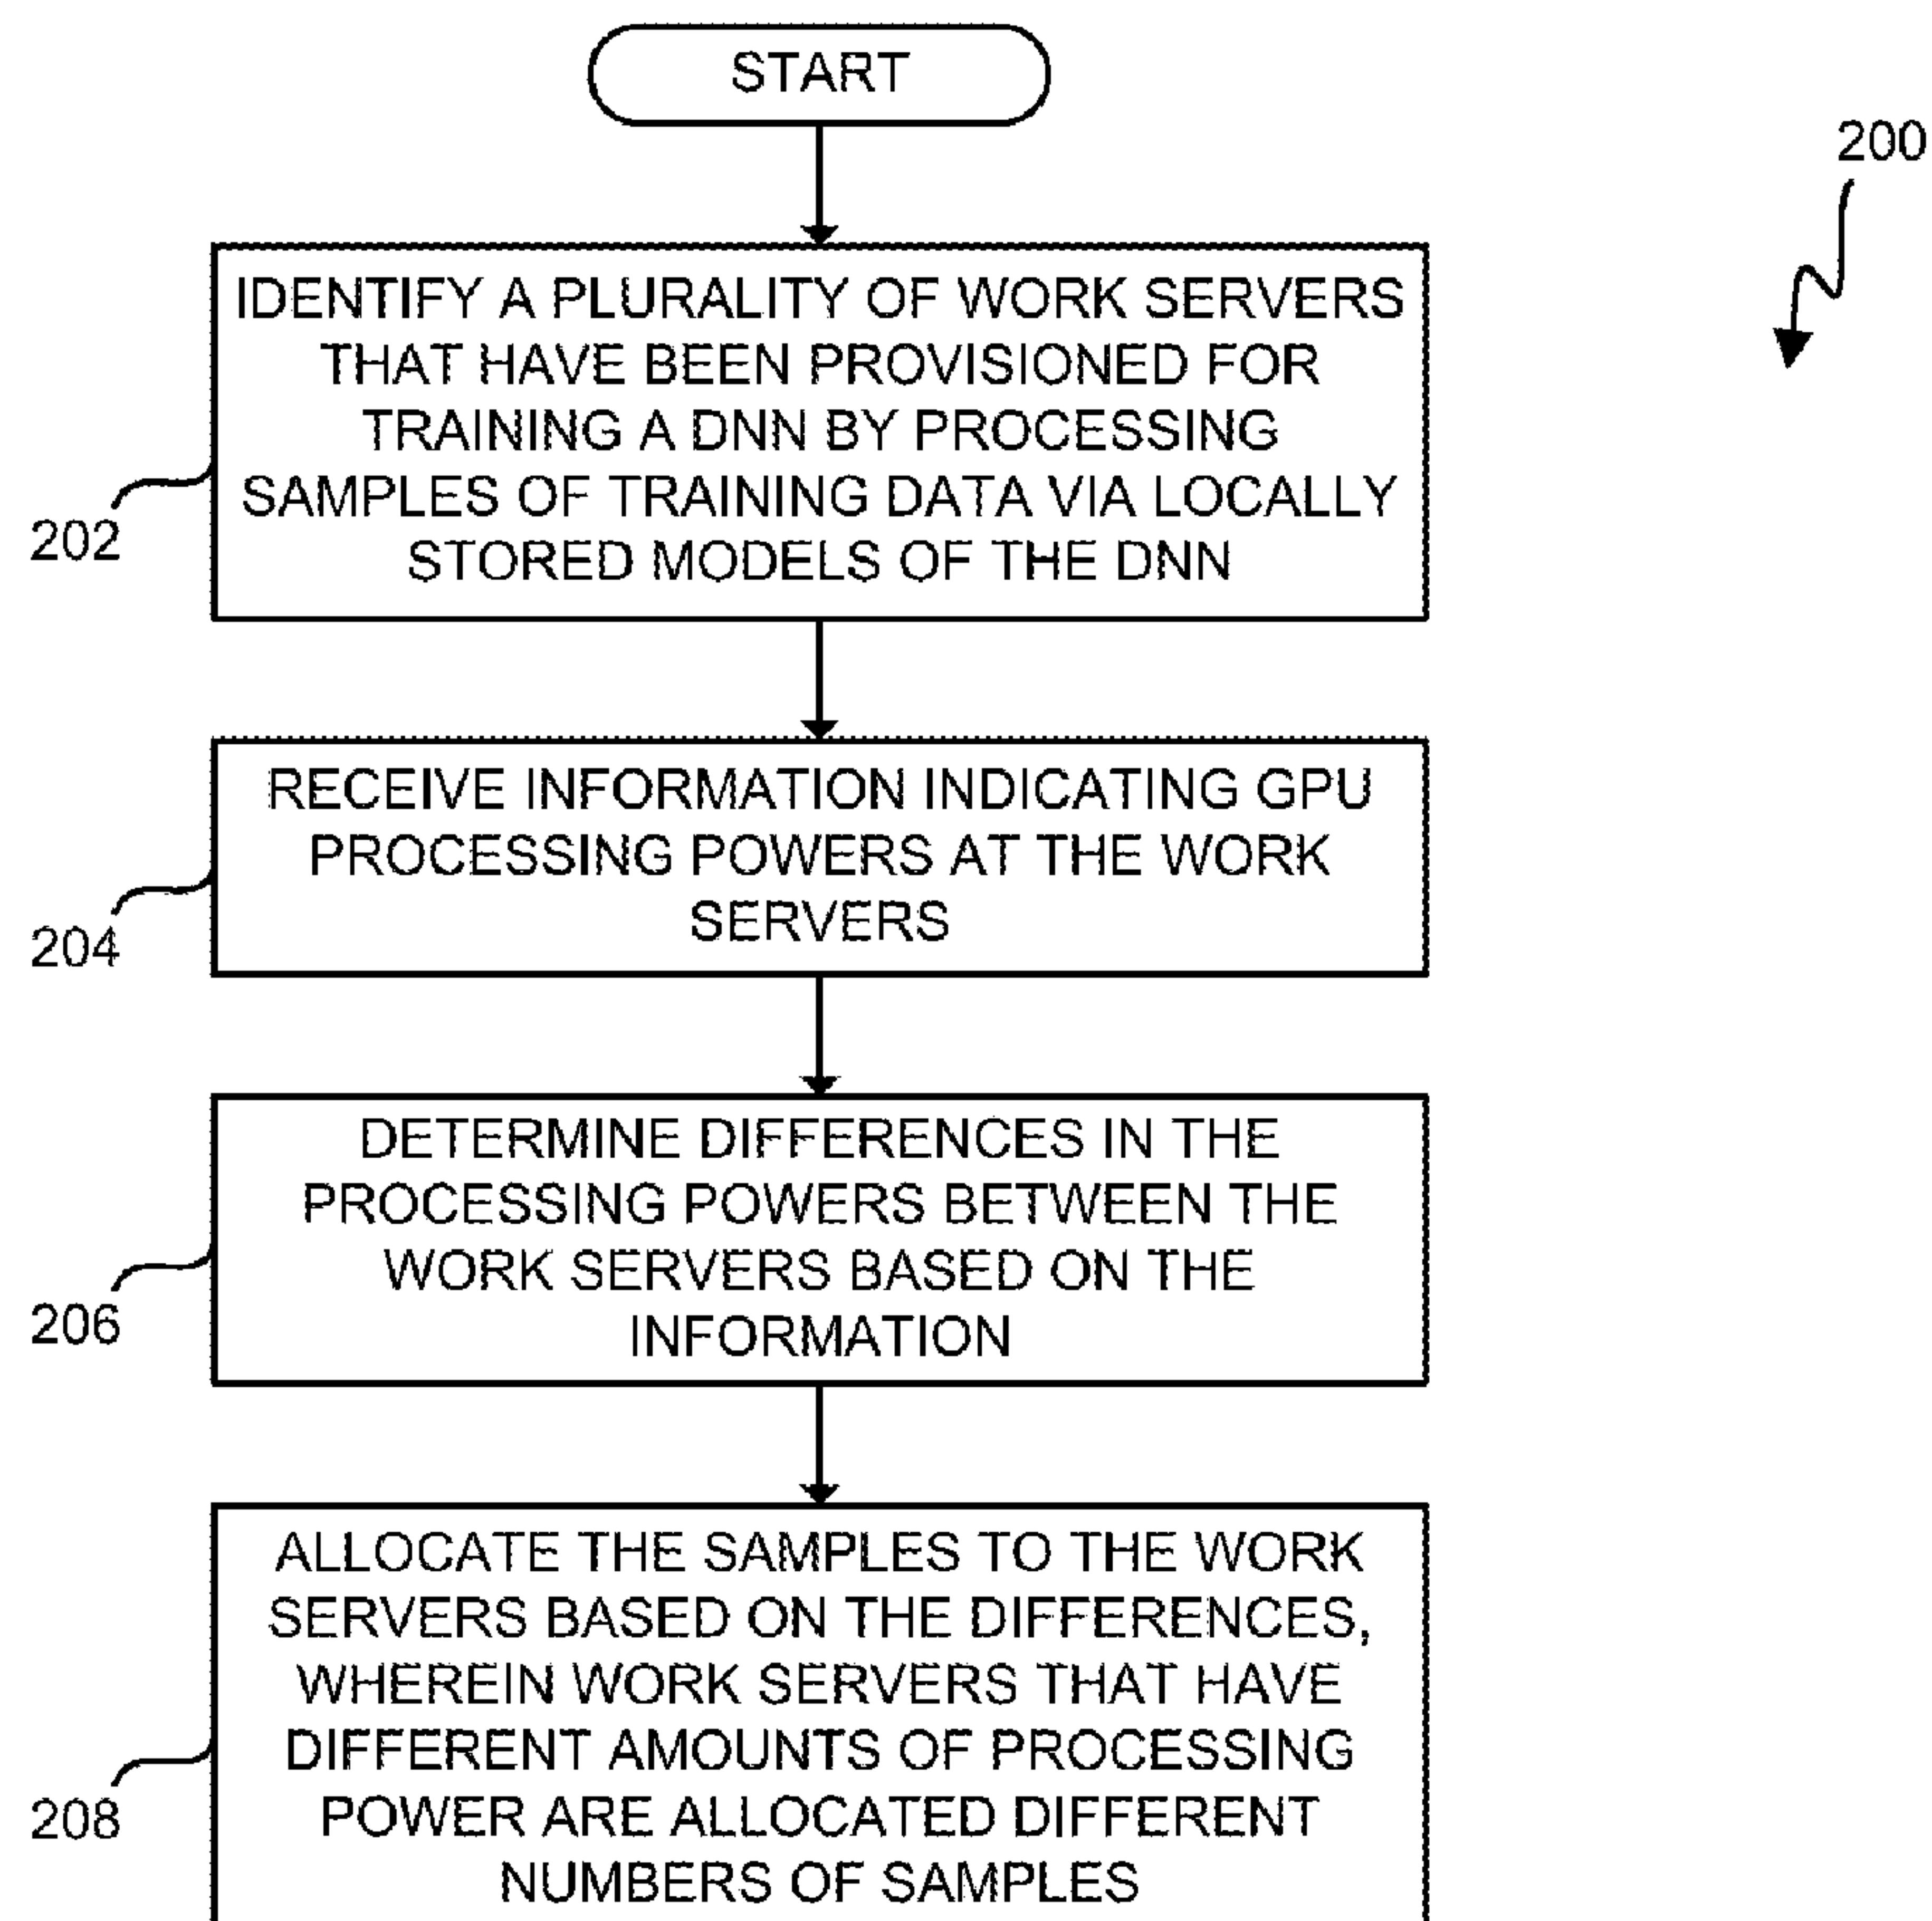 START
200
IDENTIFY A PLURALITY OF WORK SERVERS
THAT HAVE BEEN PROVISIONED FOR
TRAINING A DNN BY PROCESSING
SAMPLES OF TRAINING DATA VIA LOCALLY
STORED MODELS OF THE DNN
202
RECEIVE INFORMATION INDICATING GPU
PROCESSING POWERS AT THE WORK
SERVERS
204
DETERMINE DIFFERENCES IN THE
PROCESSING POWERS BETWEEN THE
WORK SERVERS BASED ON THE
INFORMATION
206
ALLOCATE THE SAMPLES TO THE WORK
SERVERS BASED ON THE DIFFERENCES,
WHEREIN WORK SERVERS THAT HAVE
DIFFERENT AMOUNTS OF PROCESSING
POWER ARE ALLOCATED DIFFERENT
NUMBERS OF SAMPLES
208